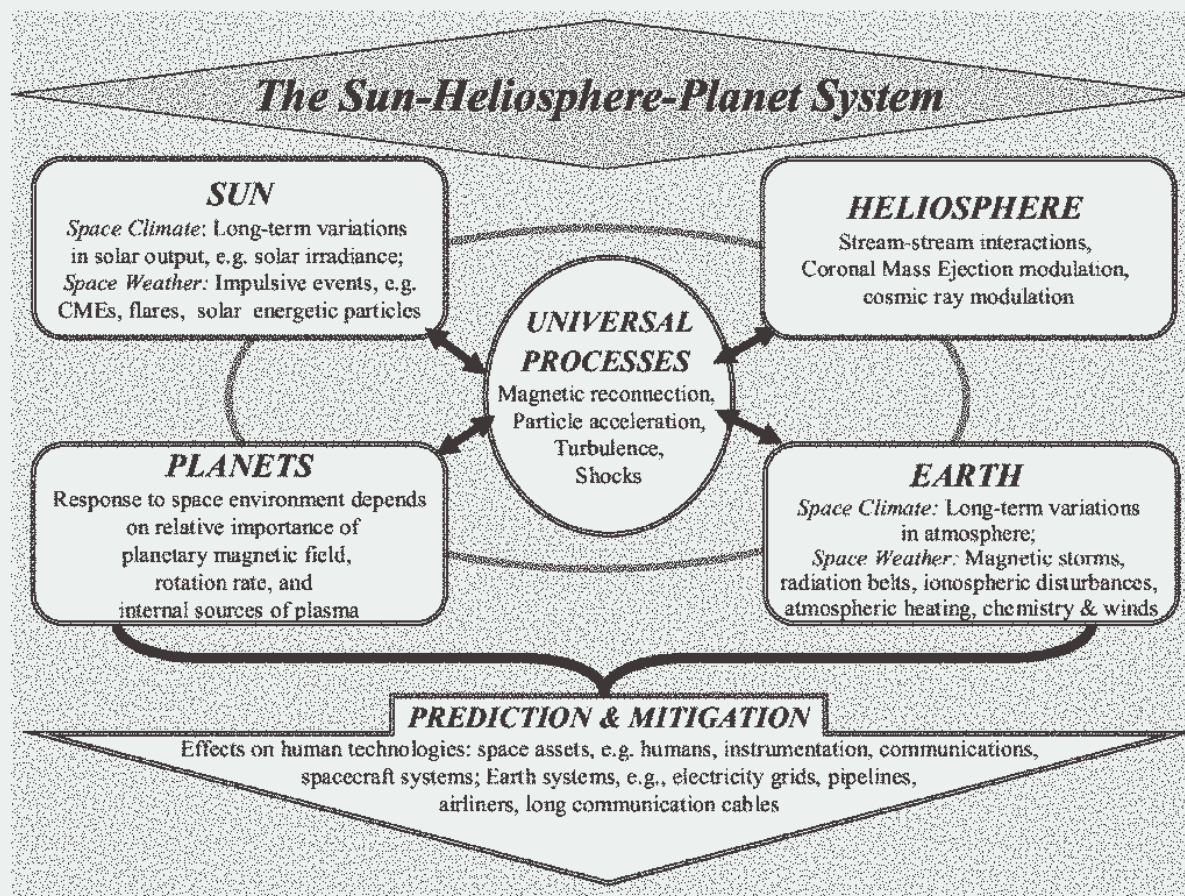 The Sun-Heliosphere-Planet System
SUN
Space Climate: Long-term variations
in solar output, e.g. solar irradiance;
Space Weather: Impulsive events, e.g.
CMEs, flares, solar energetic particles
HELIOSPHERE
Stream-stream interactions,
Coronal Mass Ejection modulation,
cosmic ray modulation
UNIVERSAL
PROCESSES
Magnetic reconnection,
Particle acceleration,
Turbulence,
Shocks
PLANETS
Response to space environment depends
on relative importance of
planetary magnetic field,
rotation rate, and
internal sources of plasma
EARTH
Space Climate: Long-term variations
in atmosphere;
Space Weather: Magnetic storms,
radiation belts, ionospheric disturbances,
atmospheric heating, chemistry & winds
PREDICTION & MITIGATION
Effects on human technologies: space assets, e.g. humans, instrumentation, communications,
spacecraft systems; Earth systems, e.g., electricity grids, pipelines,
airliners, long communication cables